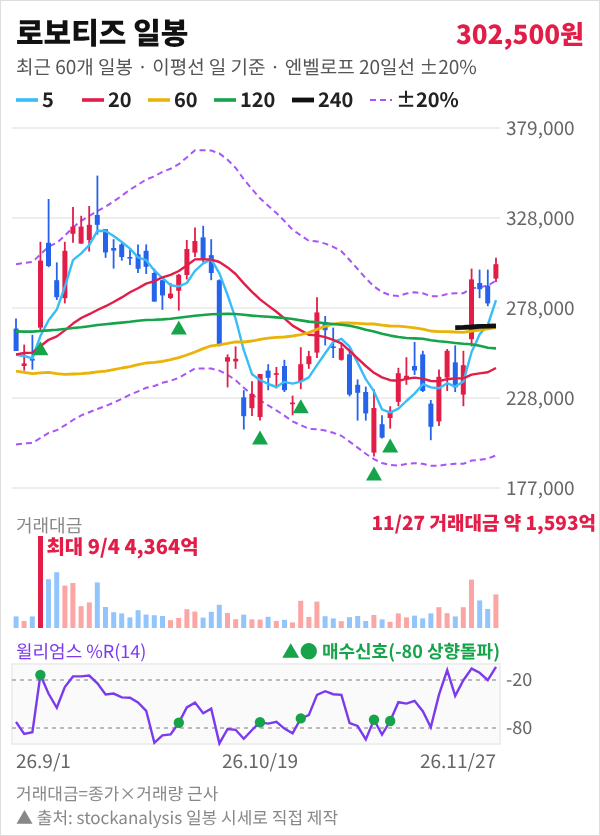 로보티즈 일봉
302,500원
최근 60개 일봉 · 이평선 일 기준 · 엔벨로프 20일선 ±20%
5 20 60 120 240 ±20%
379,000
328,000
278,000
228,000
177,000
거래대금
11/27 거래대금 약 1,593억
최대 9/4 4,364억
윌리엄스 %R(14)
▲● 매수신호(-80 상향돌파)
-20
-80
26.9/1 26.10/19 26.11/27
거래대금=종가×거래량 근사
▲ 출처: stockanalysis 일봉 시세로 직접 제작